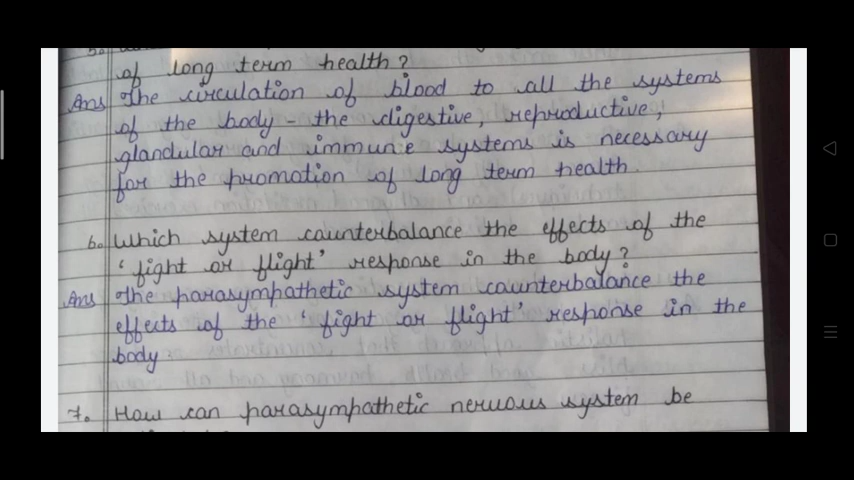 of long term health?
Ans The circulation of blood to all the systems
of the body - the digestive, reproductive,
glandular and immune systems is necessary
for the promotion of long term health.
6. Which system counterbalance the effects of the
'fight or flight' response in the body?
Ans The parasympathetic system counterbalance the
effects of the 'fight or flight' response in the
body.
7. How can parasympathetic nervous system be